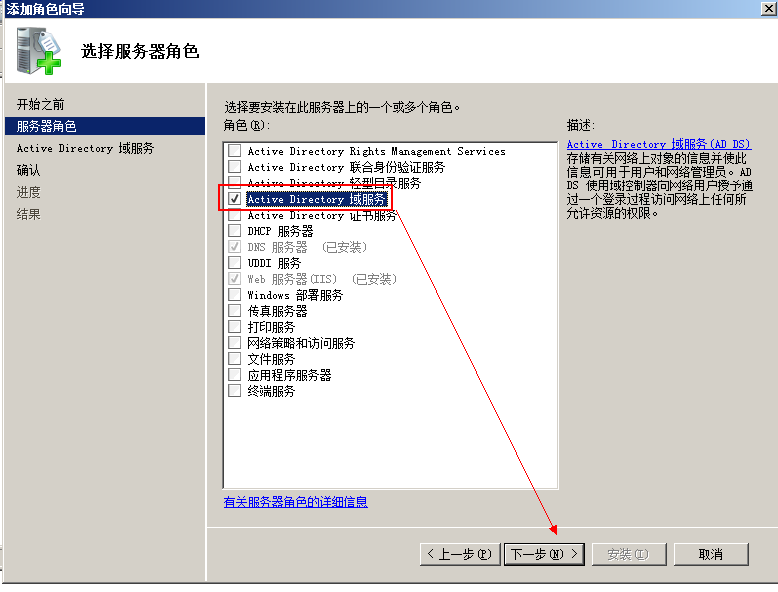 添加角色向导
选择服务器角色
开始之前
服务器角色
Active Directory 域服务
确认
进度
结果
选择要安装在此服务器上的一个或多个角色。
角色(R):
Active Directory Rights Management Services
Active Directory 联合身份验证服务
Active Directory 轻型目录服务
Active Directory 域服务
Active Directory 证书服务
DHCP 服务器
DNS 服务器 (已安装)
UDDI 服务
Web 服务器(IIS) (已安装)
Windows 部署服务
传真服务器
打印服务
网络策略和访问服务
文件服务
应用程序服务器
终端服务
有关服务器角色的详细信息
描述:
Active Directory 域服务(AD DS)
存储有关网络上对象的信息并使此
信息可用于用户和网络管理员。AD
DS 使用域控制器向网络用户授予通
过一个登录过程访问网络上任何所
允许资源的权限。
< 上一步(P)
下一步(N) >
安装(I)
取消